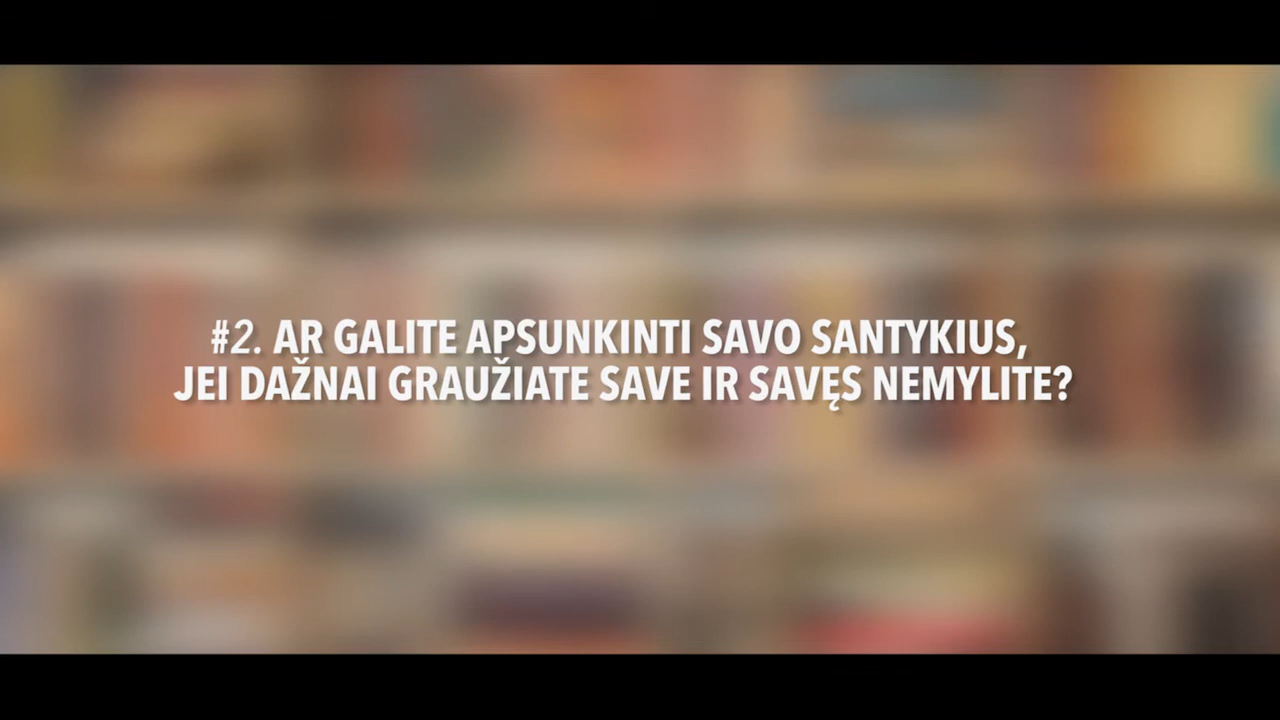 #2. AR GALITE APSUNKINTI SAVO SANTYKIUS,
JEI DAŽNAI GRAUŽIATE SAVE IR SAVĘS NEMYLITE?